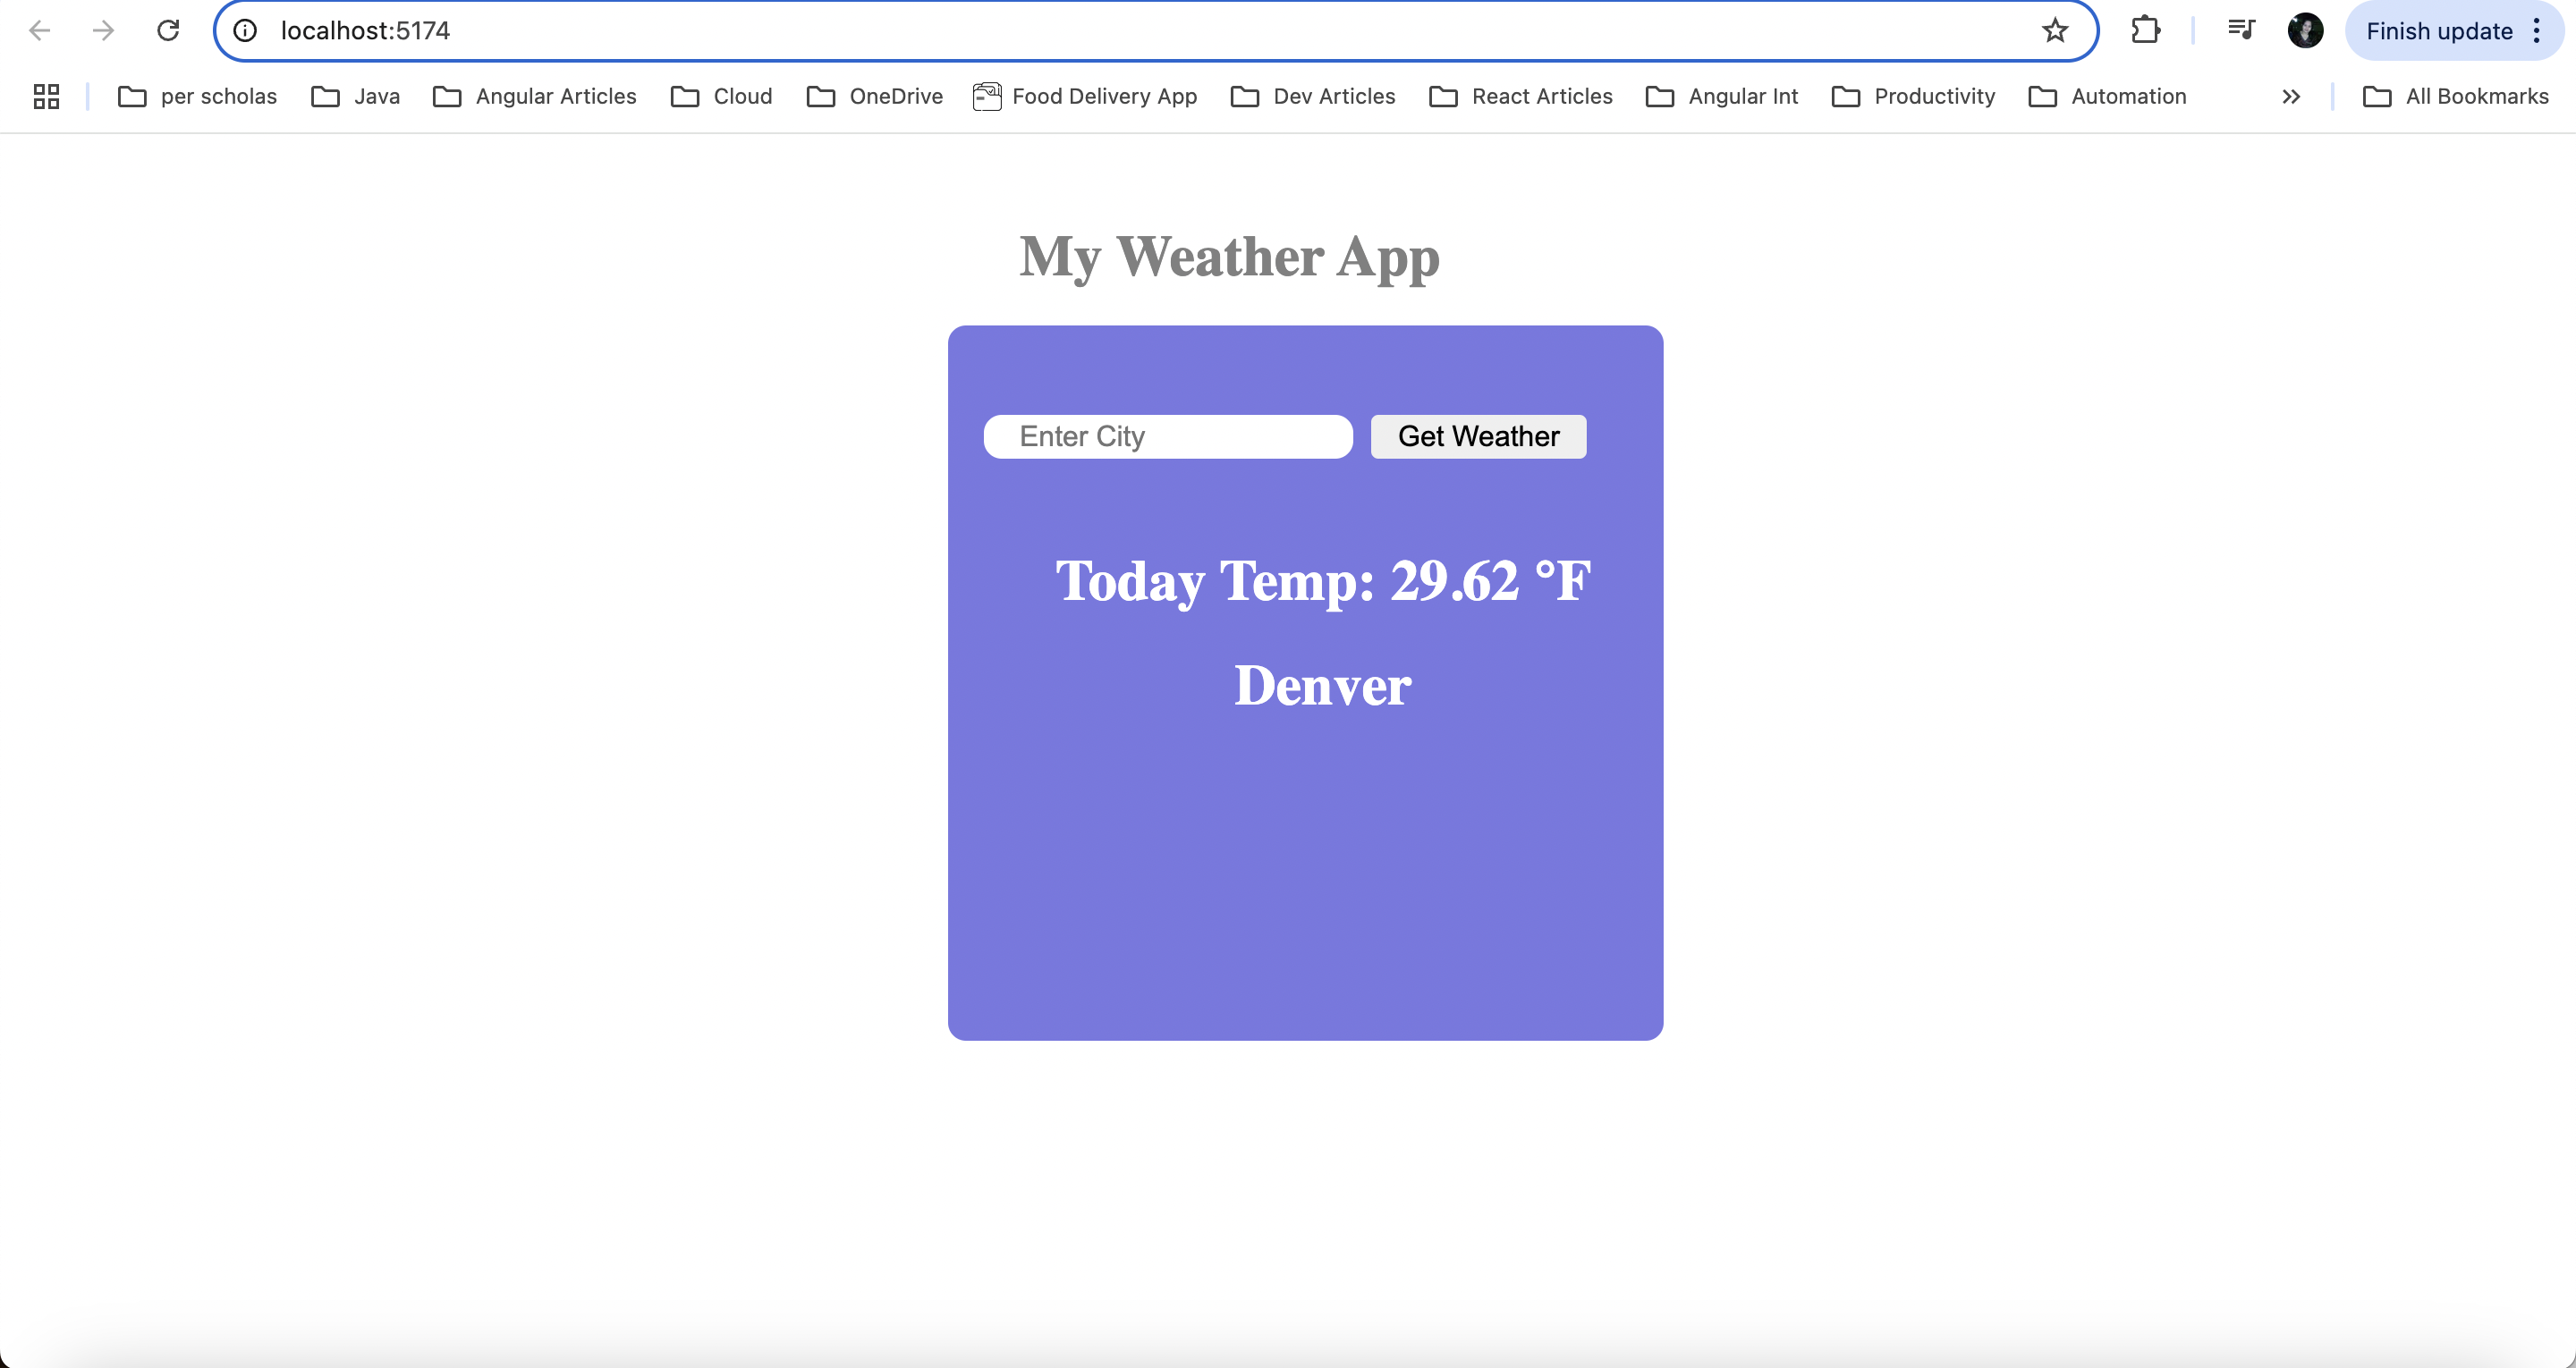 localhost:5174
Finish update
per scholas Java Angular Articles Cloud OneDrive Food Delivery App Dev Articles React Articles Angular Int Productivity Automation All Bookmarks
My Weather App
Enter City Get Weather
Today Temp: 29.62 °F
Denver